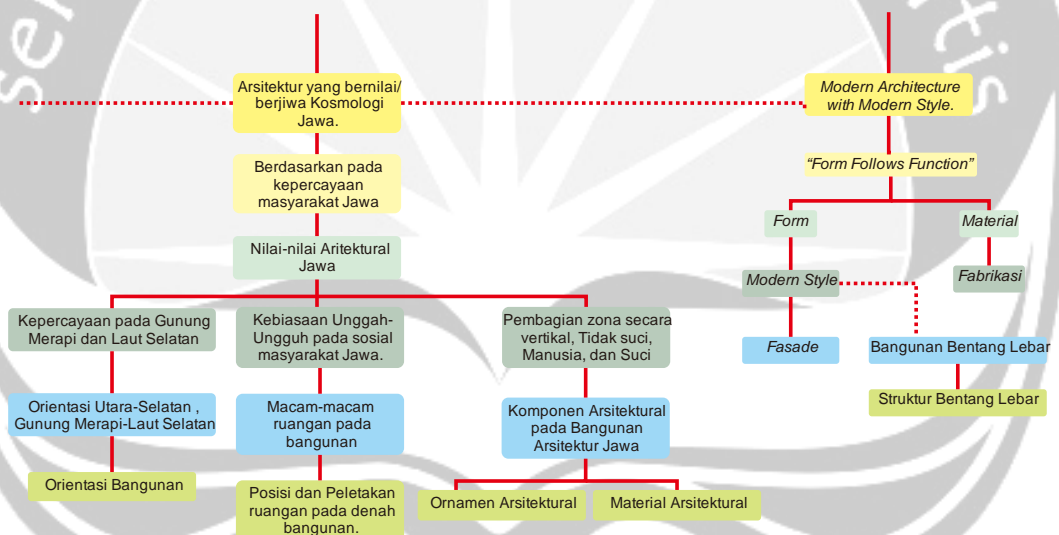 Arsitektur yang bernilai/
berjiwa Kosmologi
Jawa.
Modern Architecture
with Modern Style.
Berdasarkan pada
kepercayaan
masyarakat Jawa
“Form Follows Function”
Nilai-nilai Aritektural
Jawa
Form
Material
Modern Style
Fabrikasi
Kepercayaan pada Gunung
Merapi dan Laut Selatan
Kebiasaan Unggah-
Ungguh pada sosial
masyarakat Jawa.
Pembagian zona secara
vertikal, Tidak suci,
Manusia, dan Suci
Fasade
Bangunan Bentang Lebar
Orientasi Utara-Selatan ,
Gunung Merapi-Laut Selatan
Macam-macam
ruangan pada
bangunan
Komponen Arsitektural
pada Bangunan
Arsitektur Jawa
Struktur Bentang Lebar
Orientasi Bangunan
Posisi dan Peletakan
ruangan pada denah
bangunan.
Ornamen Arsitektural
Material Arsitektural